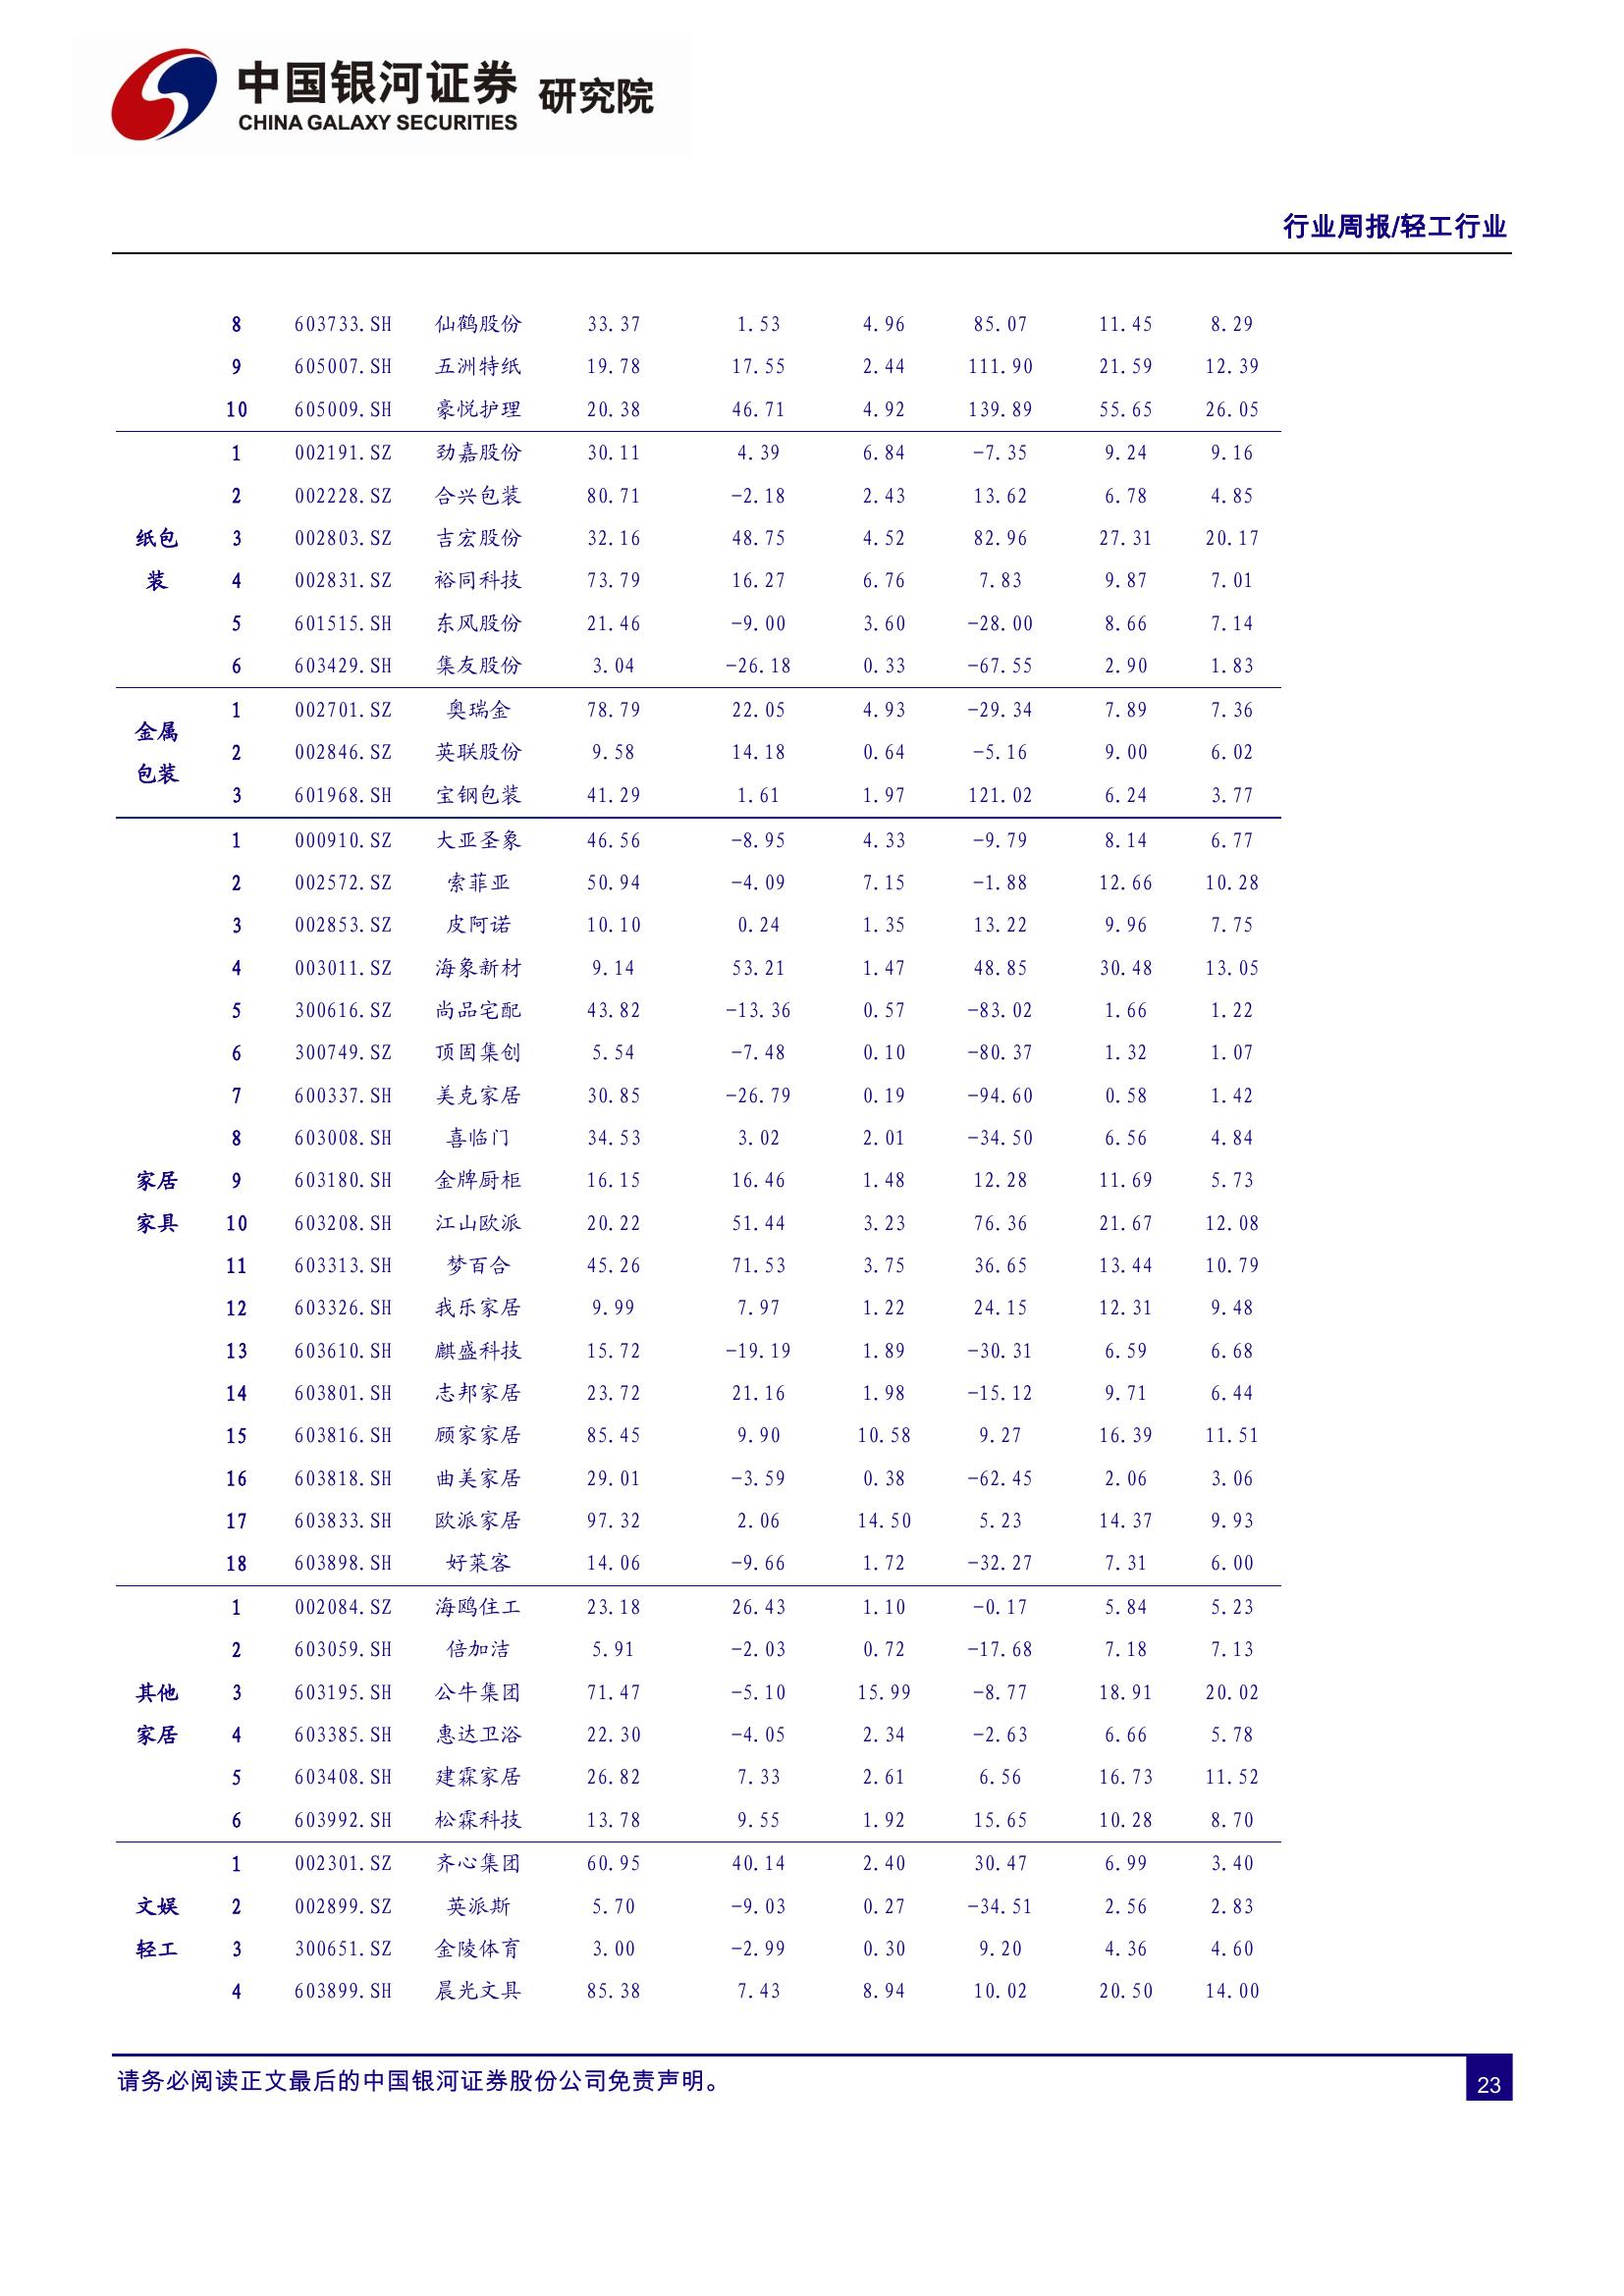 中国银河证券 研究院
CHINA GALAXY SECURITIES
行业周报/轻工行业
8 603733.SH 仙鹤股份 33.37 1.53 4.96 85.07 11.45 8.29
9 605007.SH 五洲特纸 19.78 17.55 2.44 111.90 21.59 12.39
10 605009.SH 豪悦护理 20.38 46.71 4.92 139.89 55.65 26.05
1 002191.SZ 劲嘉股份 30.11 4.39 6.84 -7.35 9.24 9.16
2 002228.SZ 合兴包装 80.71 -2.18 2.43 13.62 6.78 4.85
纸包 3 002803.SZ 吉宏股份 32.16 48.75 4.52 82.96 27.31 20.17
装 4 002831.SZ 裕同科技 73.79 16.27 6.76 7.83 9.87 7.01
5 601515.SH 东风股份 21.46 -9.00 3.60 -28.00 8.66 7.14
6 603429.SH 集友股份 3.04 -26.18 0.33 -67.55 2.90 1.83
1 002701.SZ 奥瑞金 78.79 22.05 4.93 -29.34 7.89 7.36
金属
2 002846.SZ 英联股份 9.58 14.18 0.64 -5.16 9.00 6.02
包装
3 601968.SH 宝钢包装 41.29 1.61 1.97 121.02 6.24 3.77
1 000910.SZ 大亚圣象 46.56 -8.95 4.33 -9.79 8.14 6.77
2 002572.SZ 索菲亚 50.94 -4.09 7.15 -1.88 12.66 10.28
3 002853.SZ 皮阿诺 10.10 0.24 1.35 13.22 9.96 7.75
4 003011.SZ 海象新材 9.14 53.21 1.47 48.85 30.48 13.05
5 300616.SZ 尚品宅配 43.82 -13.36 0.57 -83.02 1.66 1.22
6 300749.SZ 顶固集创 5.54 -7.48 0.10 -80.37 1.32 1.07
7 600337.SH 美克家居 30.85 -26.79 0.19 -94.60 0.58 1.42
8 603008.SH 喜临门 34.53 3.02 2.01 -34.50 6.56 4.84
家居 9 603180.SH 金牌厨柜 16.15 16.46 1.48 12.28 11.69 5.73
家具 10 603208.SH 江山欧派 20.22 51.44 3.23 76.36 21.67 12.08
11 603313.SH 梦百合 45.26 71.53 3.75 36.65 13.44 10.79
12 603326.SH 我乐家居 9.99 7.97 1.22 24.15 12.31 9.48
13 603610.SH 麒盛科技 15.72 -19.19 1.89 -30.31 6.59 6.68
14 603801.SH 志邦家居 23.72 21.16 1.98 -15.12 9.71 6.44
15 603816.SH 顾家家居 85.45 9.90 10.58 9.27 16.39 11.51
16 603818.SH 曲美家居 29.01 -3.59 0.38 -62.45 2.06 3.06
17 603833.SH 欧派家居 97.32 2.06 14.50 5.23 14.37 9.93
18 603898.SH 好莱客 14.06 -9.66 1.72 -32.27 7.31 6.00
1 002084.SZ 海鸥住工 23.18 26.43 1.10 -0.17 5.84 5.23
2 603059.SH 倍加洁 5.91 -2.03 0.72 -17.68 7.18 7.13
其他 3 603195.SH 公牛集团 71.47 -5.10 15.99 -8.77 18.91 20.02
家居 4 603385.SH 惠达卫浴 22.30 -4.05 2.34 -2.63 6.66 5.78
5 603408.SH 建霖家居 26.82 7.33 2.61 6.56 16.73 11.52
6 603992.SH 松霖科技 13.78 9.55 1.92 15.65 10.28 8.70
1 002301.SZ 齐心集团 60.95 40.14 2.40 30.47 6.99 3.40
文娱 2 002899.SZ 英派斯 5.70 -9.03 0.27 -34.51 2.56 2.83
轻工 3 300651.SZ 金陵体育 3.00 -2.99 0.30 9.20 4.36 4.60
4 603899.SH 晨光文具 85.38 7.43 8.94 10.02 20.50 14.00
请务必阅读正文最后的中国银河证券股份公司免责声明。
23